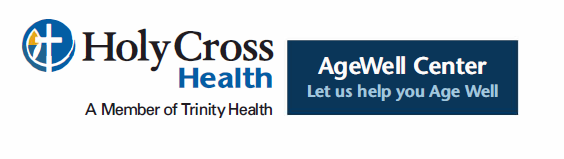 Holy Cross
Health
A Member of Trinity Health
AgeWell Center
Let us help you Age Well